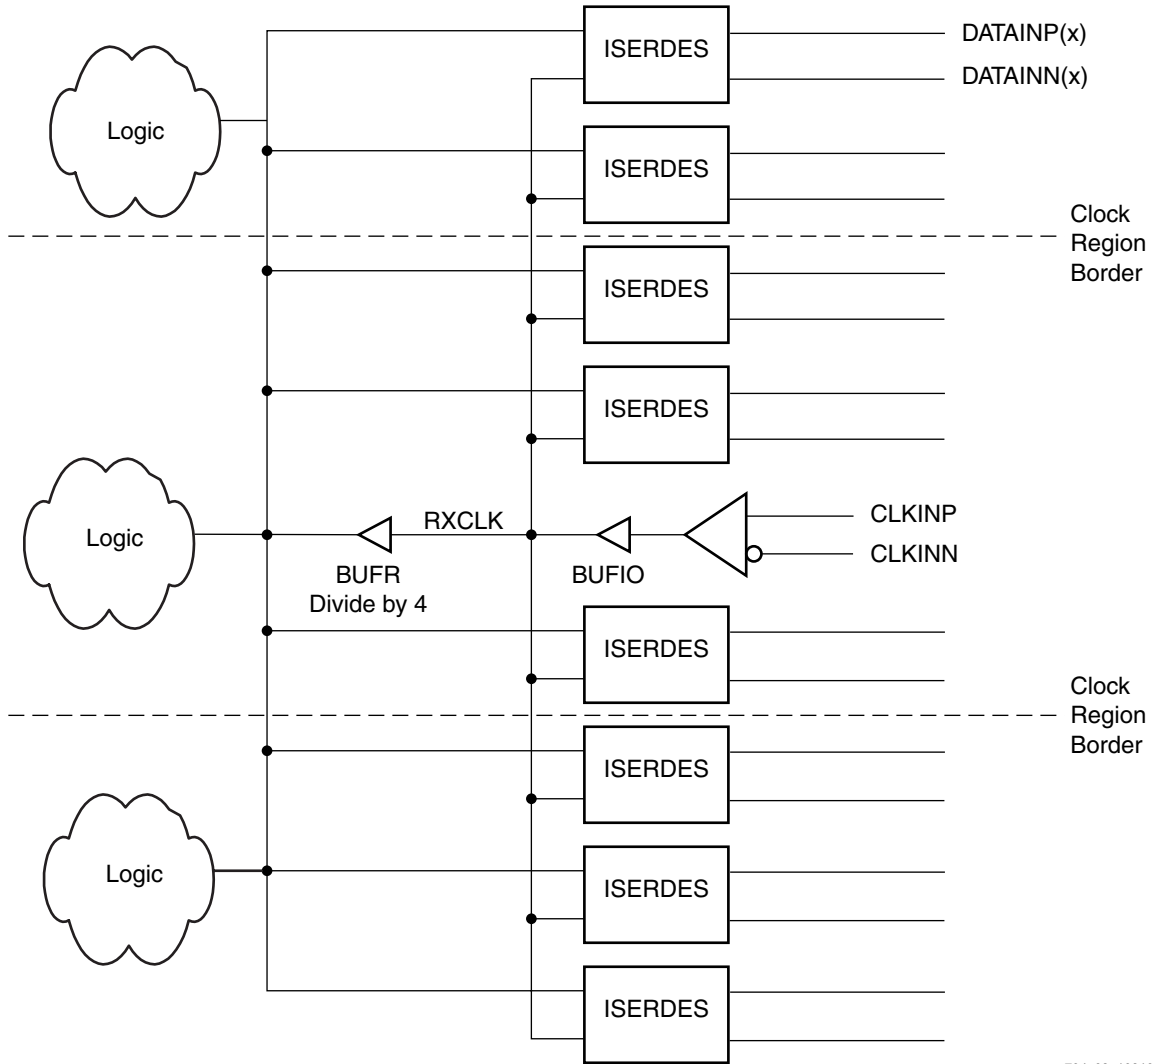 ISERDES
DATAINP(x)
DATAINN(x)
Logic
ISERDES
Clock
Region
Border
ISERDES
ISERDES
Logic
RXCLK
BUFR
Divide by 4
BUFIO
CLKINP
CLKINN
ISERDES
Clock
Region
Border
ISERDES
Logic
ISERDES
ISERDES